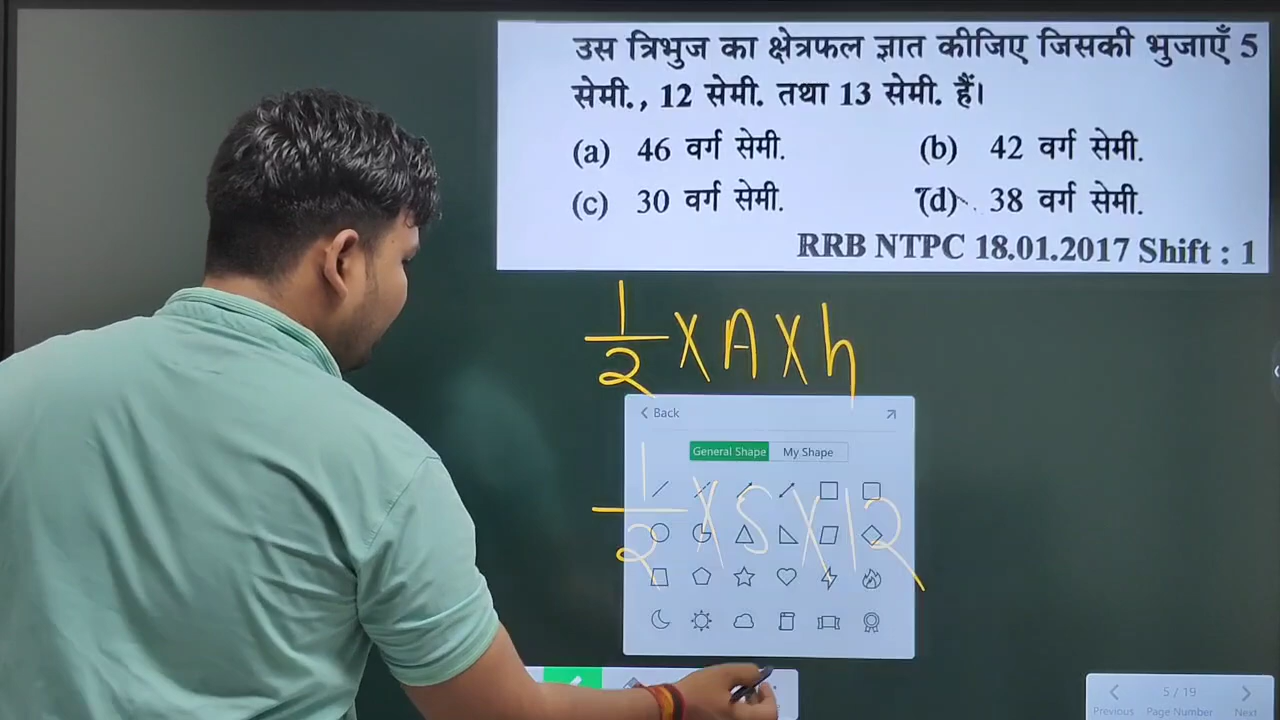 उस त्रिभुज का क्षेत्रफल ज्ञात कीजिए जिसकी भुजाएँ 5
सेमी., 12 सेमी. तथा 13 सेमी. हैं।
(a) 46 वर्ग सेमी. (b) 42 वर्ग सेमी.
(c) 30 वर्ग सेमी. (d) 38 वर्ग सेमी.
RRB NTPC 18.01.2017 Shift : 1
1/2 X A X h
Back
General Shape My Shape
1/2 X 5 X 12
5 / 19
Previous Page Number Next